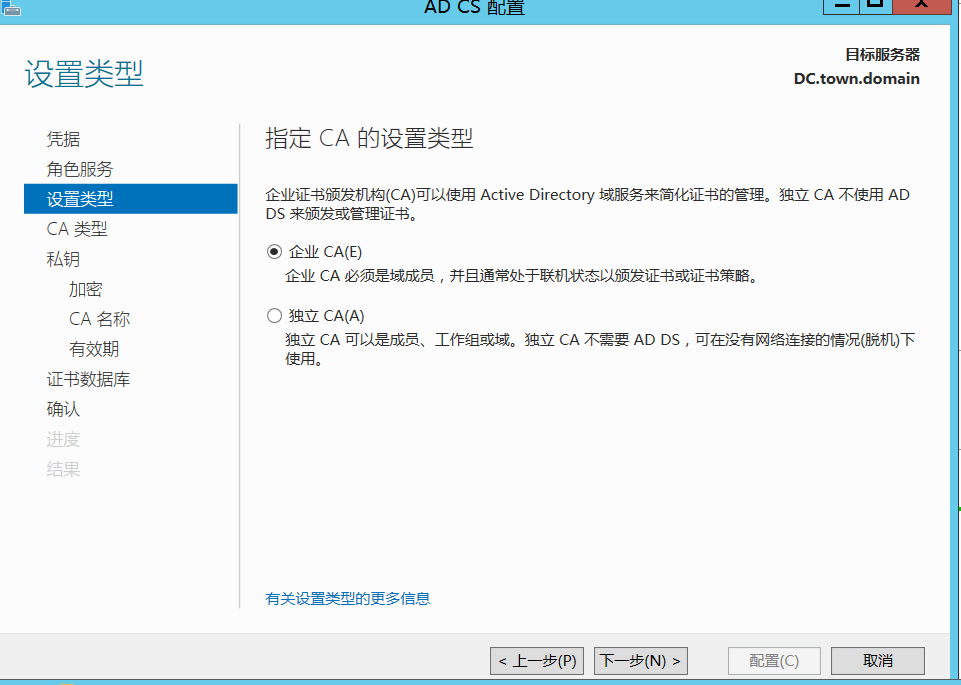 AD CS 配置
设置类型
目标服务器
DC.town.domain
凭据
角色服务
设置类型
CA 类型
私钥
加密
CA 名称
有效期
证书数据库
确认
进度
结果
指定 CA 的设置类型
企业证书颁发机构(CA)可以使用 Active Directory 域服务来简化证书的管理。独立 CA 不使用 AD
DS 来颁发或管理证书。
企业 CA(E)
企业 CA 必须是域成员，并且通常处于联机状态以颁发证书或证书策略。
独立 CA(A)
独立 CA 可以是成员、工作组或域。独立 CA 不需要 AD DS，可在没有网络连接的情况(脱机)下
使用。
有关设置类型的更多信息
< 上一步(P)
下一步(N) >
配置(C)
取消